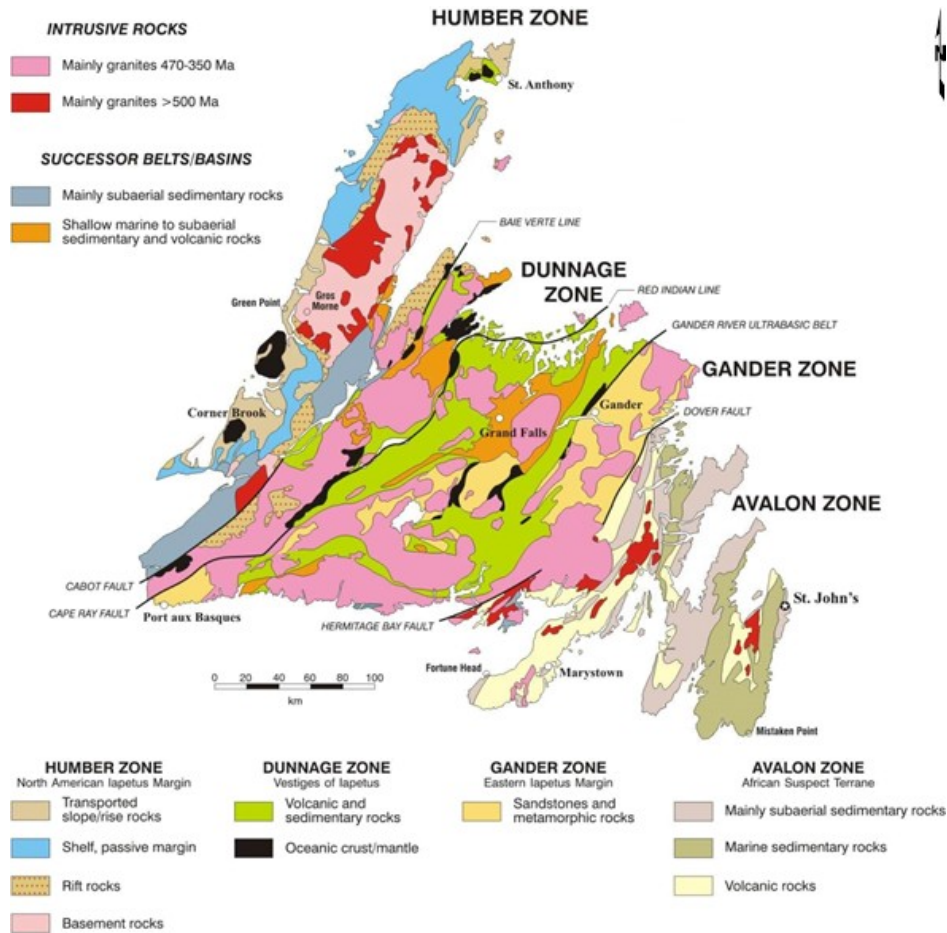 HUMBER ZONE
INTRUSIVE ROCKS
Mainly granites 470-350 Ma
Mainly granites >500 Ma
SUCCESSOR BELTS/BASINS
Mainly subaerial sedimentary rocks
Shallow marine to subaerial
sedimentary and volcanic rocks
N
St. Anthony
BAIE VERTE LINE
DUNNAGE
ZONE
RED INDIAN LINE
Green Point
Gros
Morne
GANDER RIVER ULTRABASIC BELT
GANDER ZONE
Corner Brook
Gander
DOVER FAULT
Grand Falls
AVALON ZONE
CABOT FAULT
CAPE RAY FAULT
Port aux Basques
HERMITAGE BAY FAULT
St. John's
Fortune Head
Marystown
0 20 40 60 80 100
km
Mistaken Point
HUMBER ZONE
North American Iapetus Margin
Transported
slope/rise rocks
Shelf, passive margin
Rift rocks
Basement rocks
DUNNAGE ZONE
Vestiges of Iapetus
Volcanic and
sedimentary rocks
Oceanic crust/mantle
GANDER ZONE
Eastern Iapetus Margin
Sandstones and
metamorphic rocks
AVALON ZONE
African Suspect Terrane
Mainly subaerial sedimentary rocks
Marine sedimentary rocks
Volcanic rocks